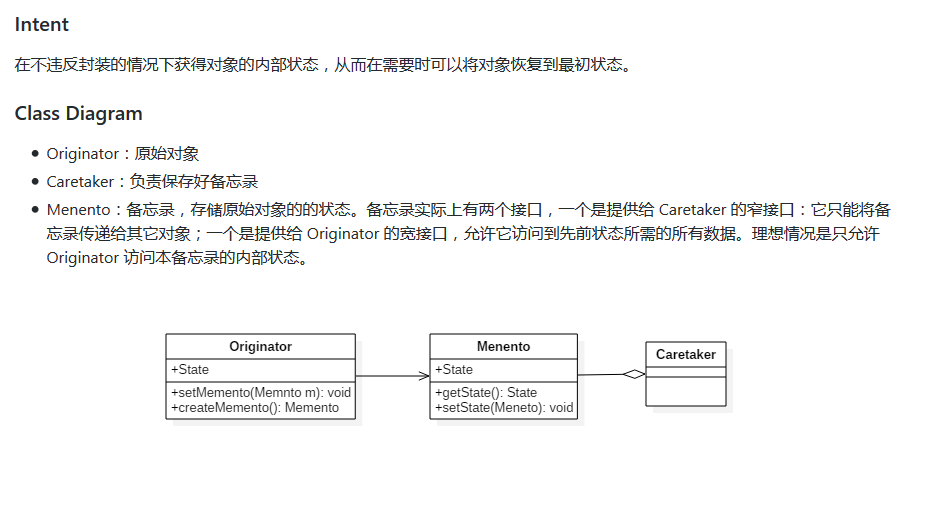 Intent
在不违反封装的情况下获得对象的内部状态，从而在需要时可以将对象恢复到最初状态。
Class Diagram
Originator：原始对象
Caretaker：负责保存好备忘录
Menento：备忘录，存储原始对象的的状态。备忘录实际上有两个接口，一个是提供给 Caretaker 的窄接口：它只能将备
忘录传递给其它对象；一个是提供给 Originator 的宽接口，允许它访问到先前状态所需的所有数据。理想情况是只允许
Originator 访问本备忘录的内部状态。
Originator
+State
+setMemento(Memnto m): void
+createMemento(): Memento
Menento
+State
+getState(): State
+setState(Meneto): void
Caretaker